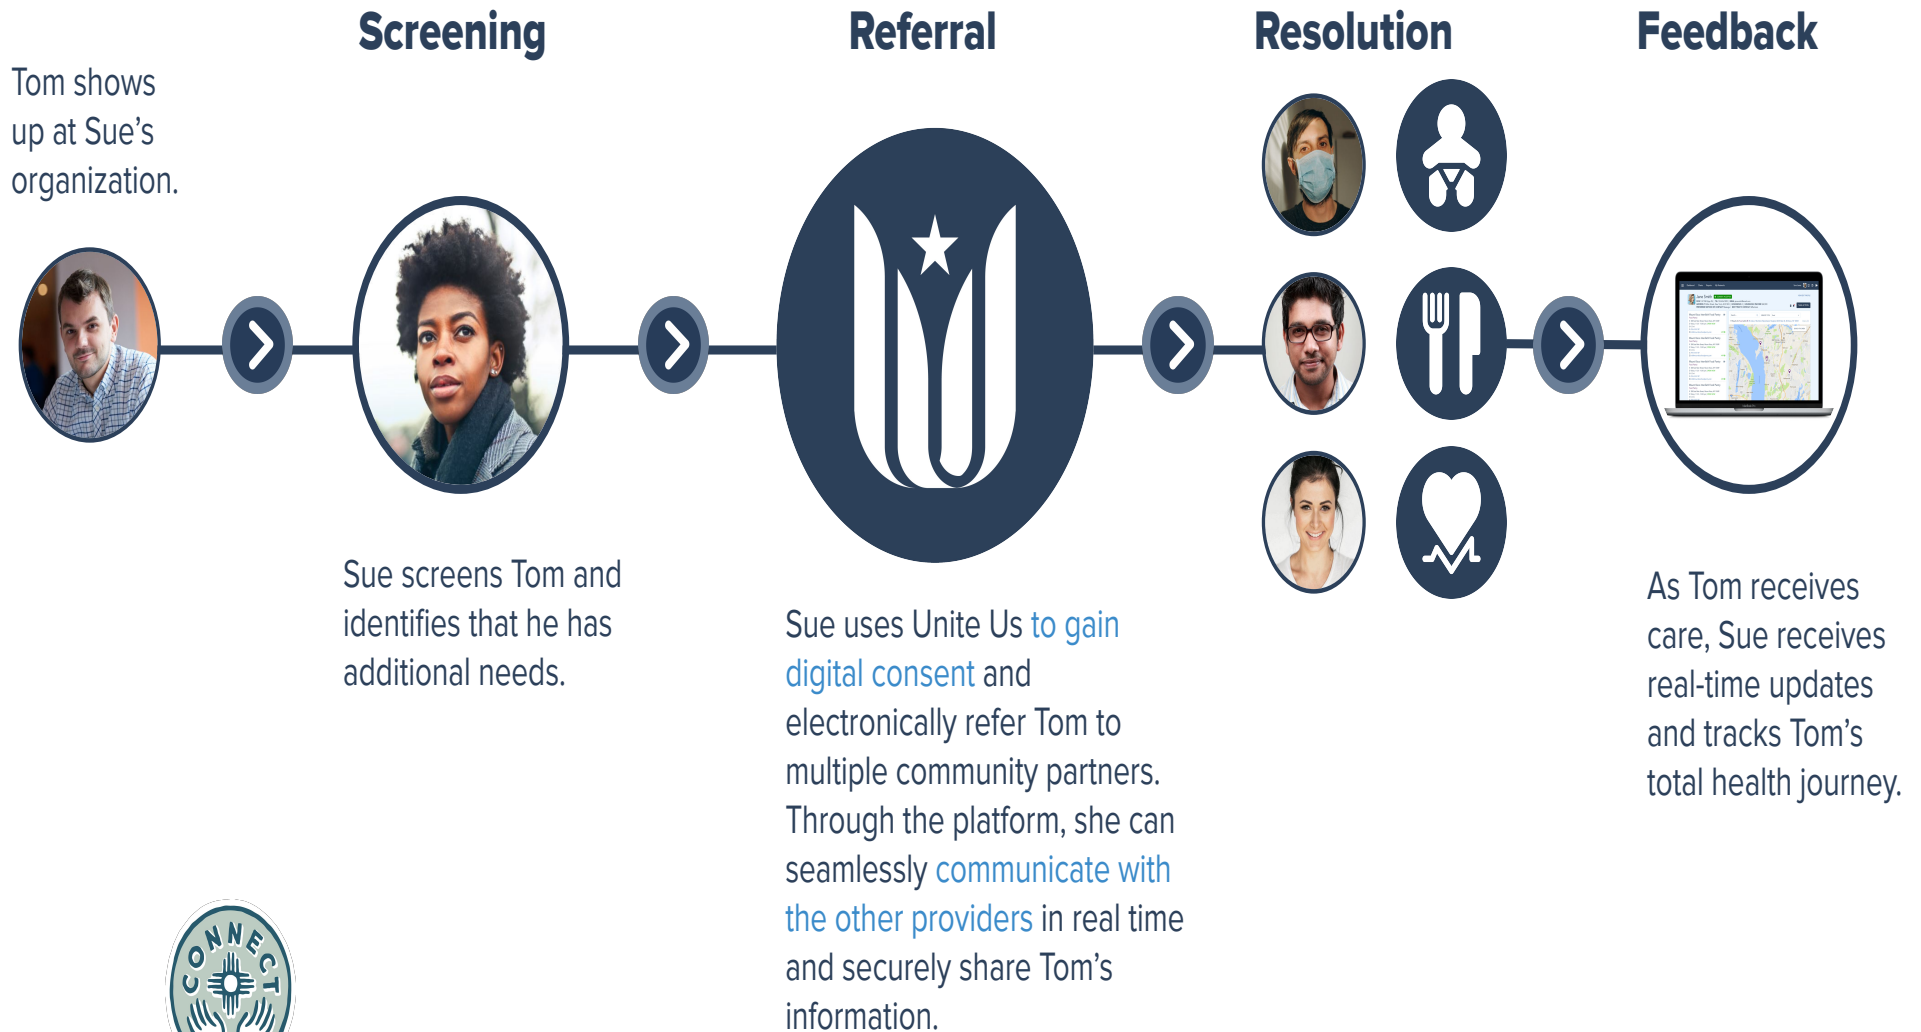 Screening
Referral
Resolution
Feedback
Tom shows
up at Sue’s
organization.
Sue screens Tom and
identifies that he has
additional needs.
Sue uses Unite Us to gain
digital consent and
electronically refer Tom to
multiple community partners.
Through the platform, she can
seamlessly communicate with
the other providers in real time
and securely share Tom’s
information.
As Tom receives
care, Sue receives
real-time updates
and tracks Tom’s
total health journey.
CONNECT